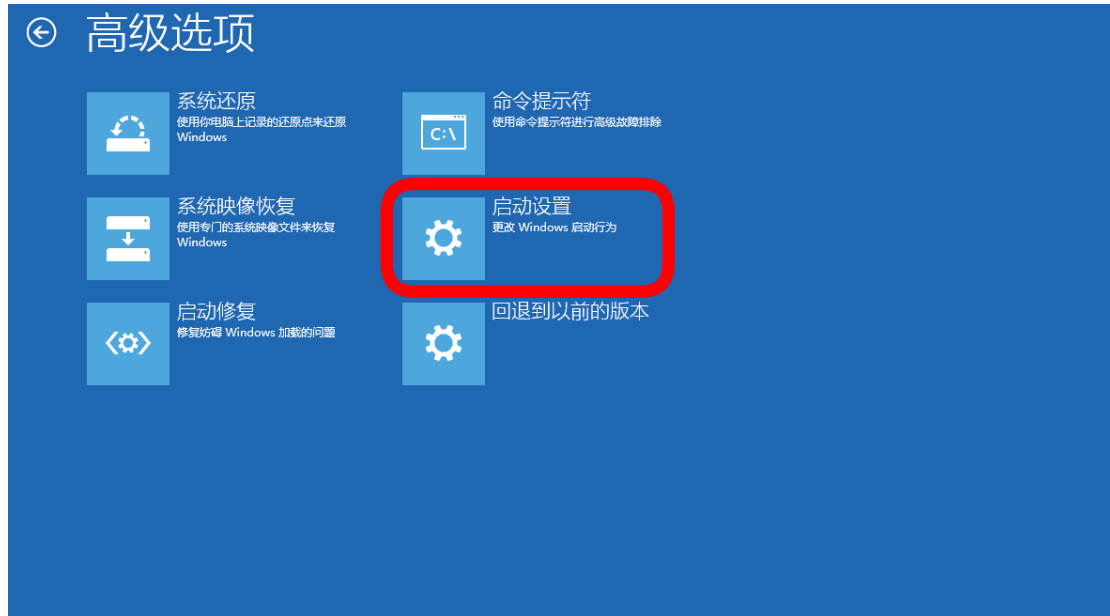 高级选项
系统还原
使用你电脑上记录的还原点来还原
Windows
命令提示符
使用命令提示符进行高级故障排除
C:\
系统映像恢复
使用专门的系统映像文件来恢复
Windows
启动设置
更改 Windows 启动行为
启动修复
修复妨碍 Windows 加载的问题
回退到以前的版本